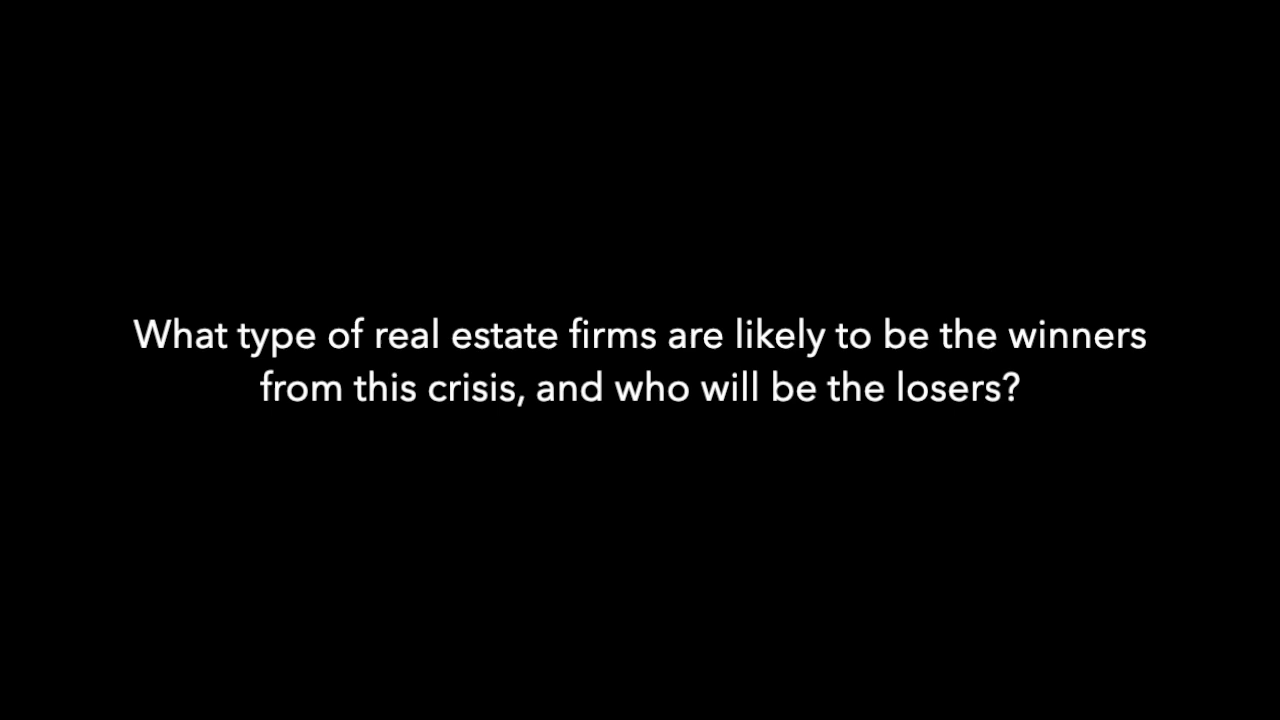 What type of real estate firms are likely to be the winners
from this crisis, and who will be the losers?